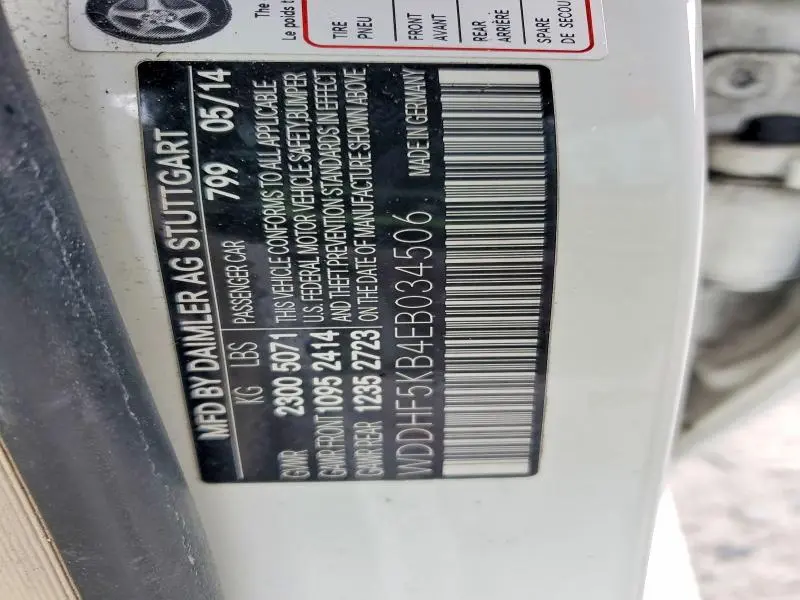 The
Le poids t
TIRE
PNEU
FRONT
AVANT
REAR
ARRIÈRE
SPARE
DE SECOU
MFD BY DAIMLER AG STUTTGART
799 05/14
KG LBS PASSENGER CAR
GVWR 2300 5071 THIS VEHICLE CONFORMS TO ALL APPLICABLE
U.S. FEDERAL MOTOR VEHICLE SAFETY, BUMPER
GAWR FRONT 1095 2414 AND THEFT PREVENTION STANDARDS IN EFFECT
GAWR REAR 1235 2723 ON THE DATE OF MANUFACTURE SHOWN ABOVE
WDDHF5KB4EB034506 MADE IN GERMANY